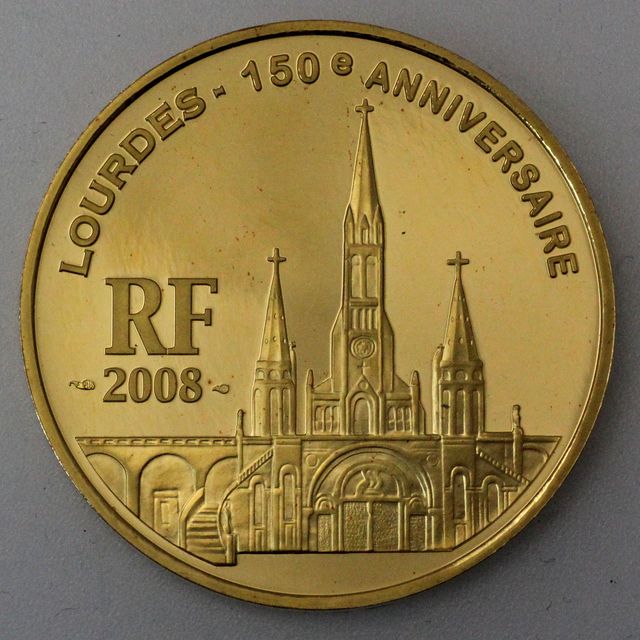 LOURDES - 150e ANNIVERSAIRE
RF
- 2008 -